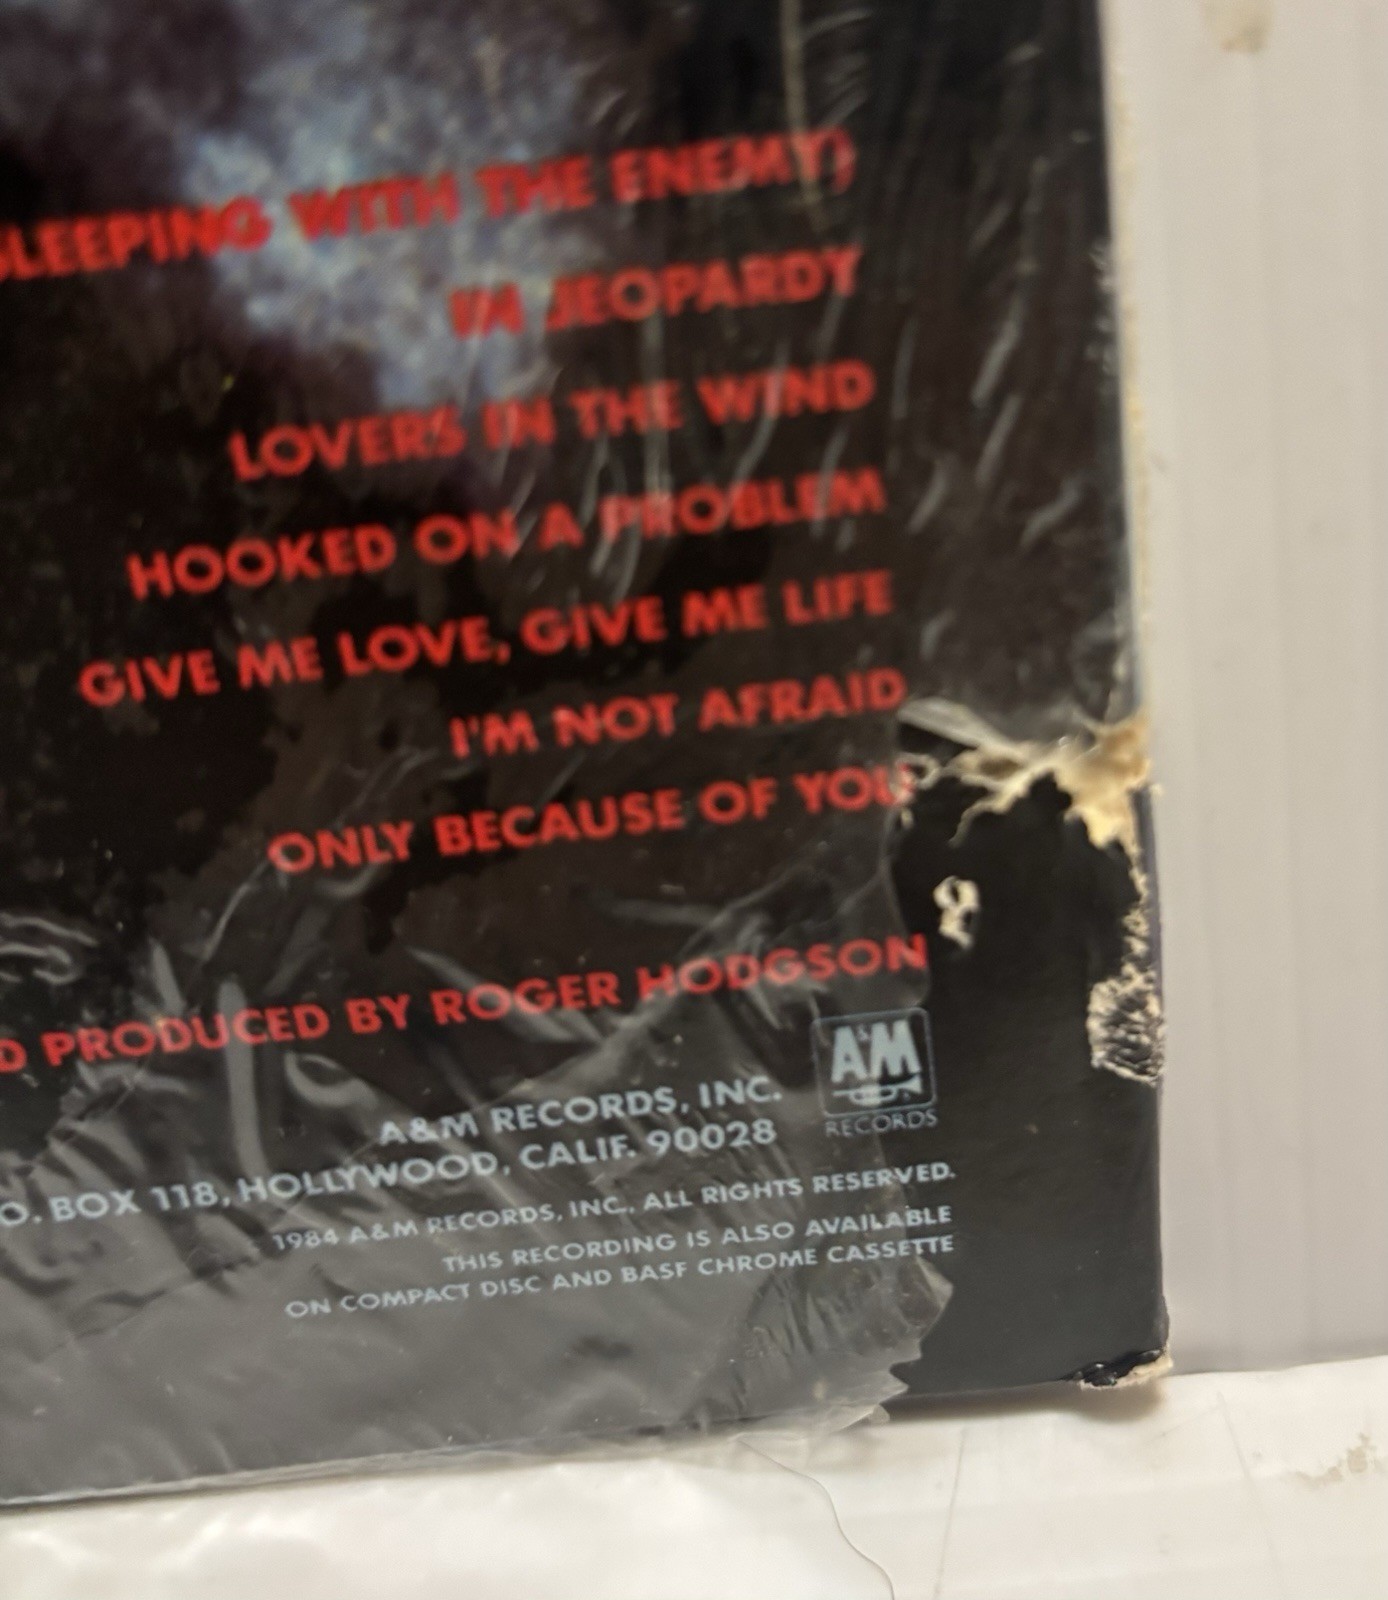 SLEEPING WITH THE ENEMY)
IN JEOPARDY
LOVERS IN THE WIND
HOOKED ON A PROBLEM
GIVE ME LOVE, GIVE ME LIFE
I'M NOT AFRAID
ONLY BECAUSE OF YOU
D PRODUCED BY ROGER HODGSON
A&M
RECORDS
A&M RECORDS, INC.
O. BOX 118, HOLLYWOOD, CALIF. 90028
1984 A&M RECORDS, INC., ALL RIGHTS RESERVED.
THIS RECORDING IS ALSO AVAILABLE
ON COMPACT DISC AND BASF CHROME CASSETTE